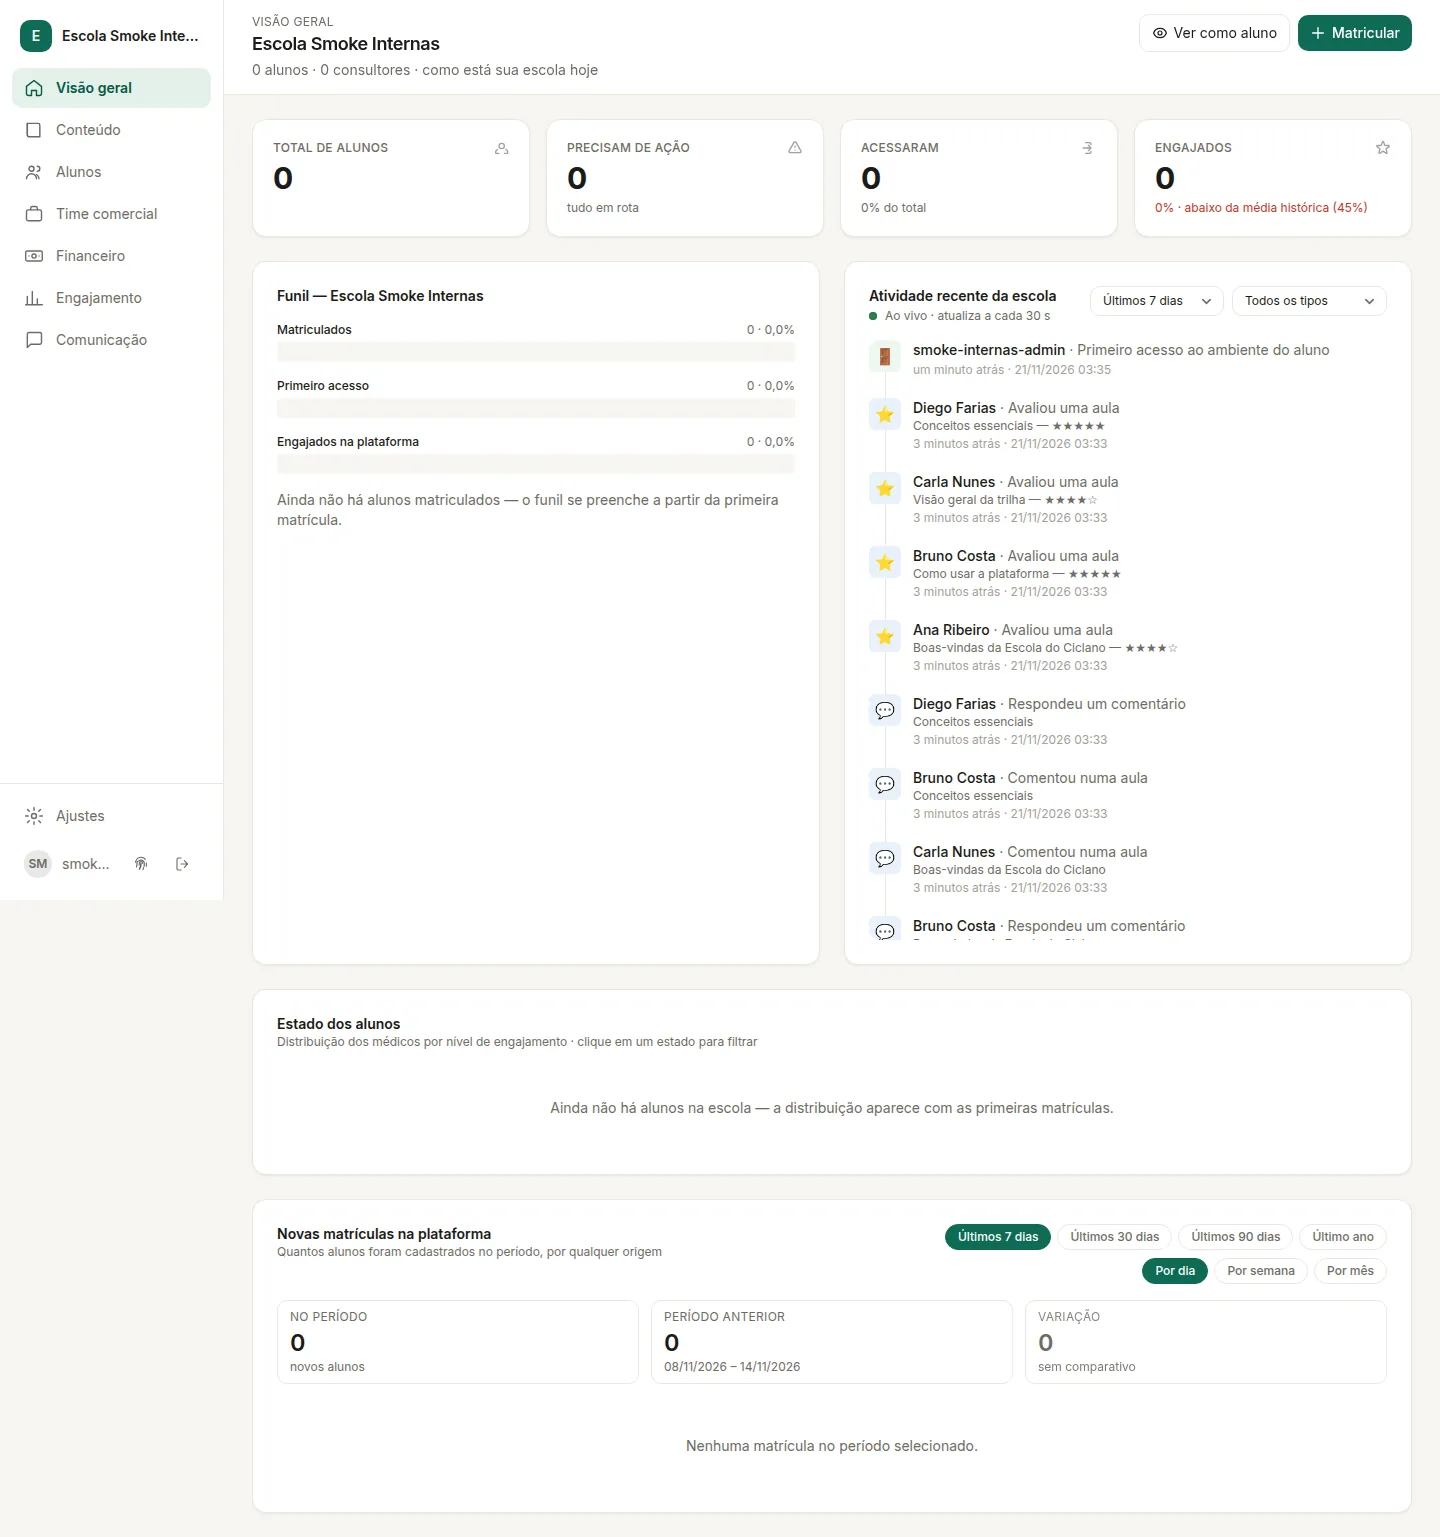 E
Escola Smoke Inte...
Visão geral
Conteúdo
Alunos
Time comercial
Financeiro
Engajamento
Comunicação
Ajustes
SM
smok...
VISÃO GERAL
Escola Smoke Internas
0 alunos · 0 consultores · como está sua escola hoje
Ver como aluno
Matricular
TOTAL DE ALUNOS
0
PRECISAM DE AÇÃO
0
tudo em rota
ACESSARAM
0
0% do total
ENGAJADOS
0
0% · abaixo da média histórica (45%)
Funil — Escola Smoke Internas
Matriculados
0 · 0,0%
Primeiro acesso
0 · 0,0%
Engajados na plataforma
0 · 0,0%
Ainda não há alunos matriculados — o funil se preenche a partir da primeira
matrícula.
Atividade recente da escola
Ao vivo · atualiza a cada 30 s
Últimos 7 dias
Todos os tipos
smoke-internas-admin · Primeiro acesso ao ambiente do aluno
um minuto atrás · 21/11/2026 03:35
Diego Farias · Avaliou uma aula
Conceitos essenciais — ★★★★★
3 minutos atrás · 21/11/2026 03:33
Carla Nunes · Avaliou uma aula
Visão geral da trilha — ★★★★☆
3 minutos atrás · 21/11/2026 03:33
Bruno Costa · Avaliou uma aula
Como usar a plataforma — ★★★★★
3 minutos atrás · 21/11/2026 03:33
Ana Ribeiro · Avaliou uma aula
Boas-vindas da Escola do Ciclano — ★★★★☆
3 minutos atrás · 21/11/2026 03:33
Diego Farias · Respondeu um comentário
Conceitos essenciais
3 minutos atrás · 21/11/2026 03:33
Bruno Costa · Comentou numa aula
Conceitos essenciais
3 minutos atrás · 21/11/2026 03:33
Carla Nunes · Comentou numa aula
Boas-vindas da Escola do Ciclano
3 minutos atrás · 21/11/2026 03:33
Bruno Costa · Respondeu um comentário
Estado dos alunos
Distribuição dos médicos por nível de engajamento · clique em um estado para filtrar
Ainda não há alunos na escola — a distribuição aparece com as primeiras matrículas.
Novas matrículas na plataforma
Quantos alunos foram cadastrados no período, por qualquer origem
Últimos 7 dias
Últimos 30 dias
Últimos 90 dias
Último ano
Por dia
Por semana
Por mês
NO PERÍODO
0
novos alunos
PERÍODO ANTERIOR
0
08/11/2026 – 14/11/2026
VARIAÇÃO
0
sem comparativo
Nenhuma matrícula no período selecionado.